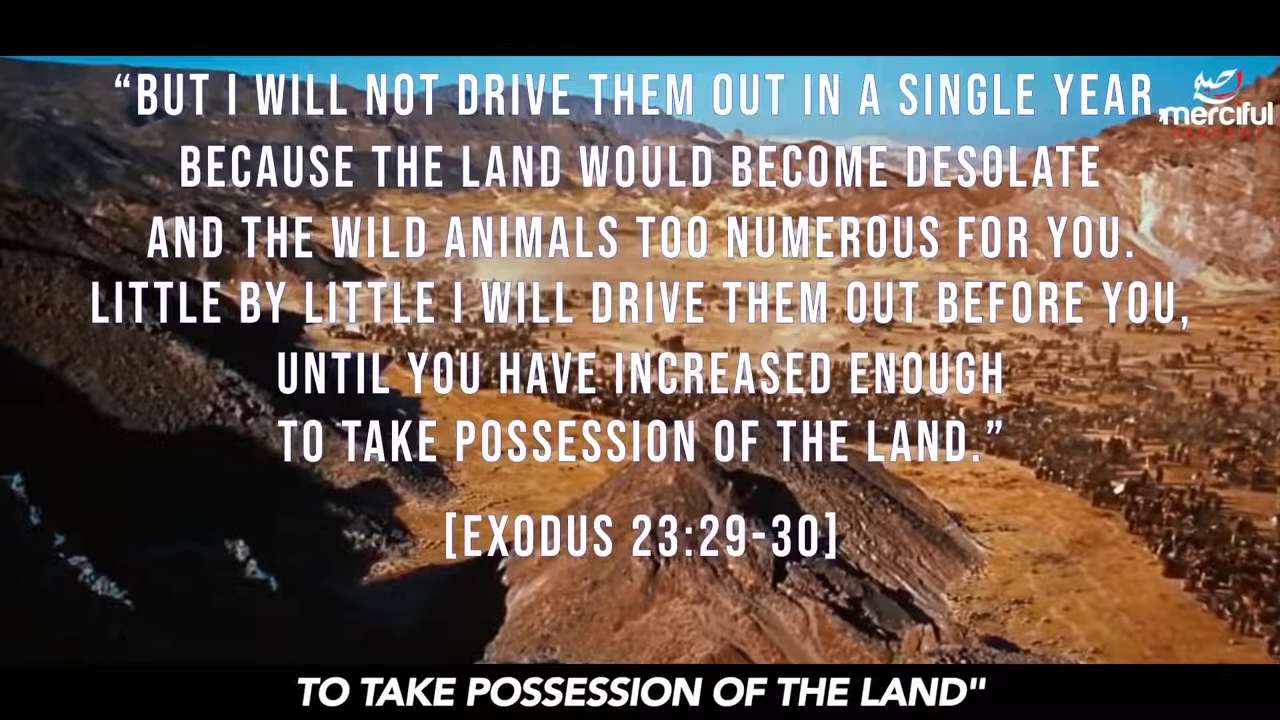 “BUT I WILL NOT DRIVE THEM OUT IN A SINGLE YEAR
BECAUSE THE LAND WOULD BECOME DESOLATE
AND THE WILD ANIMALS TOO NUMEROUS FOR YOU.
LITTLE BY LITTLE I WILL DRIVE THEM OUT BEFORE YOU,
UNTIL YOU HAVE INCREASED ENOUGH
TO TAKE POSSESSION OF THE LAND.”
[EXODUS 23:29-30]
merciful
TO TAKE POSSESSION OF THE LAND"